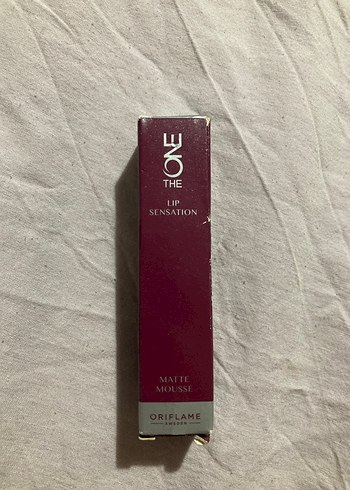 THE ONE
LIP
SENSATION
MATTE
MOUSSE
ORIFLAME
SWEDEN